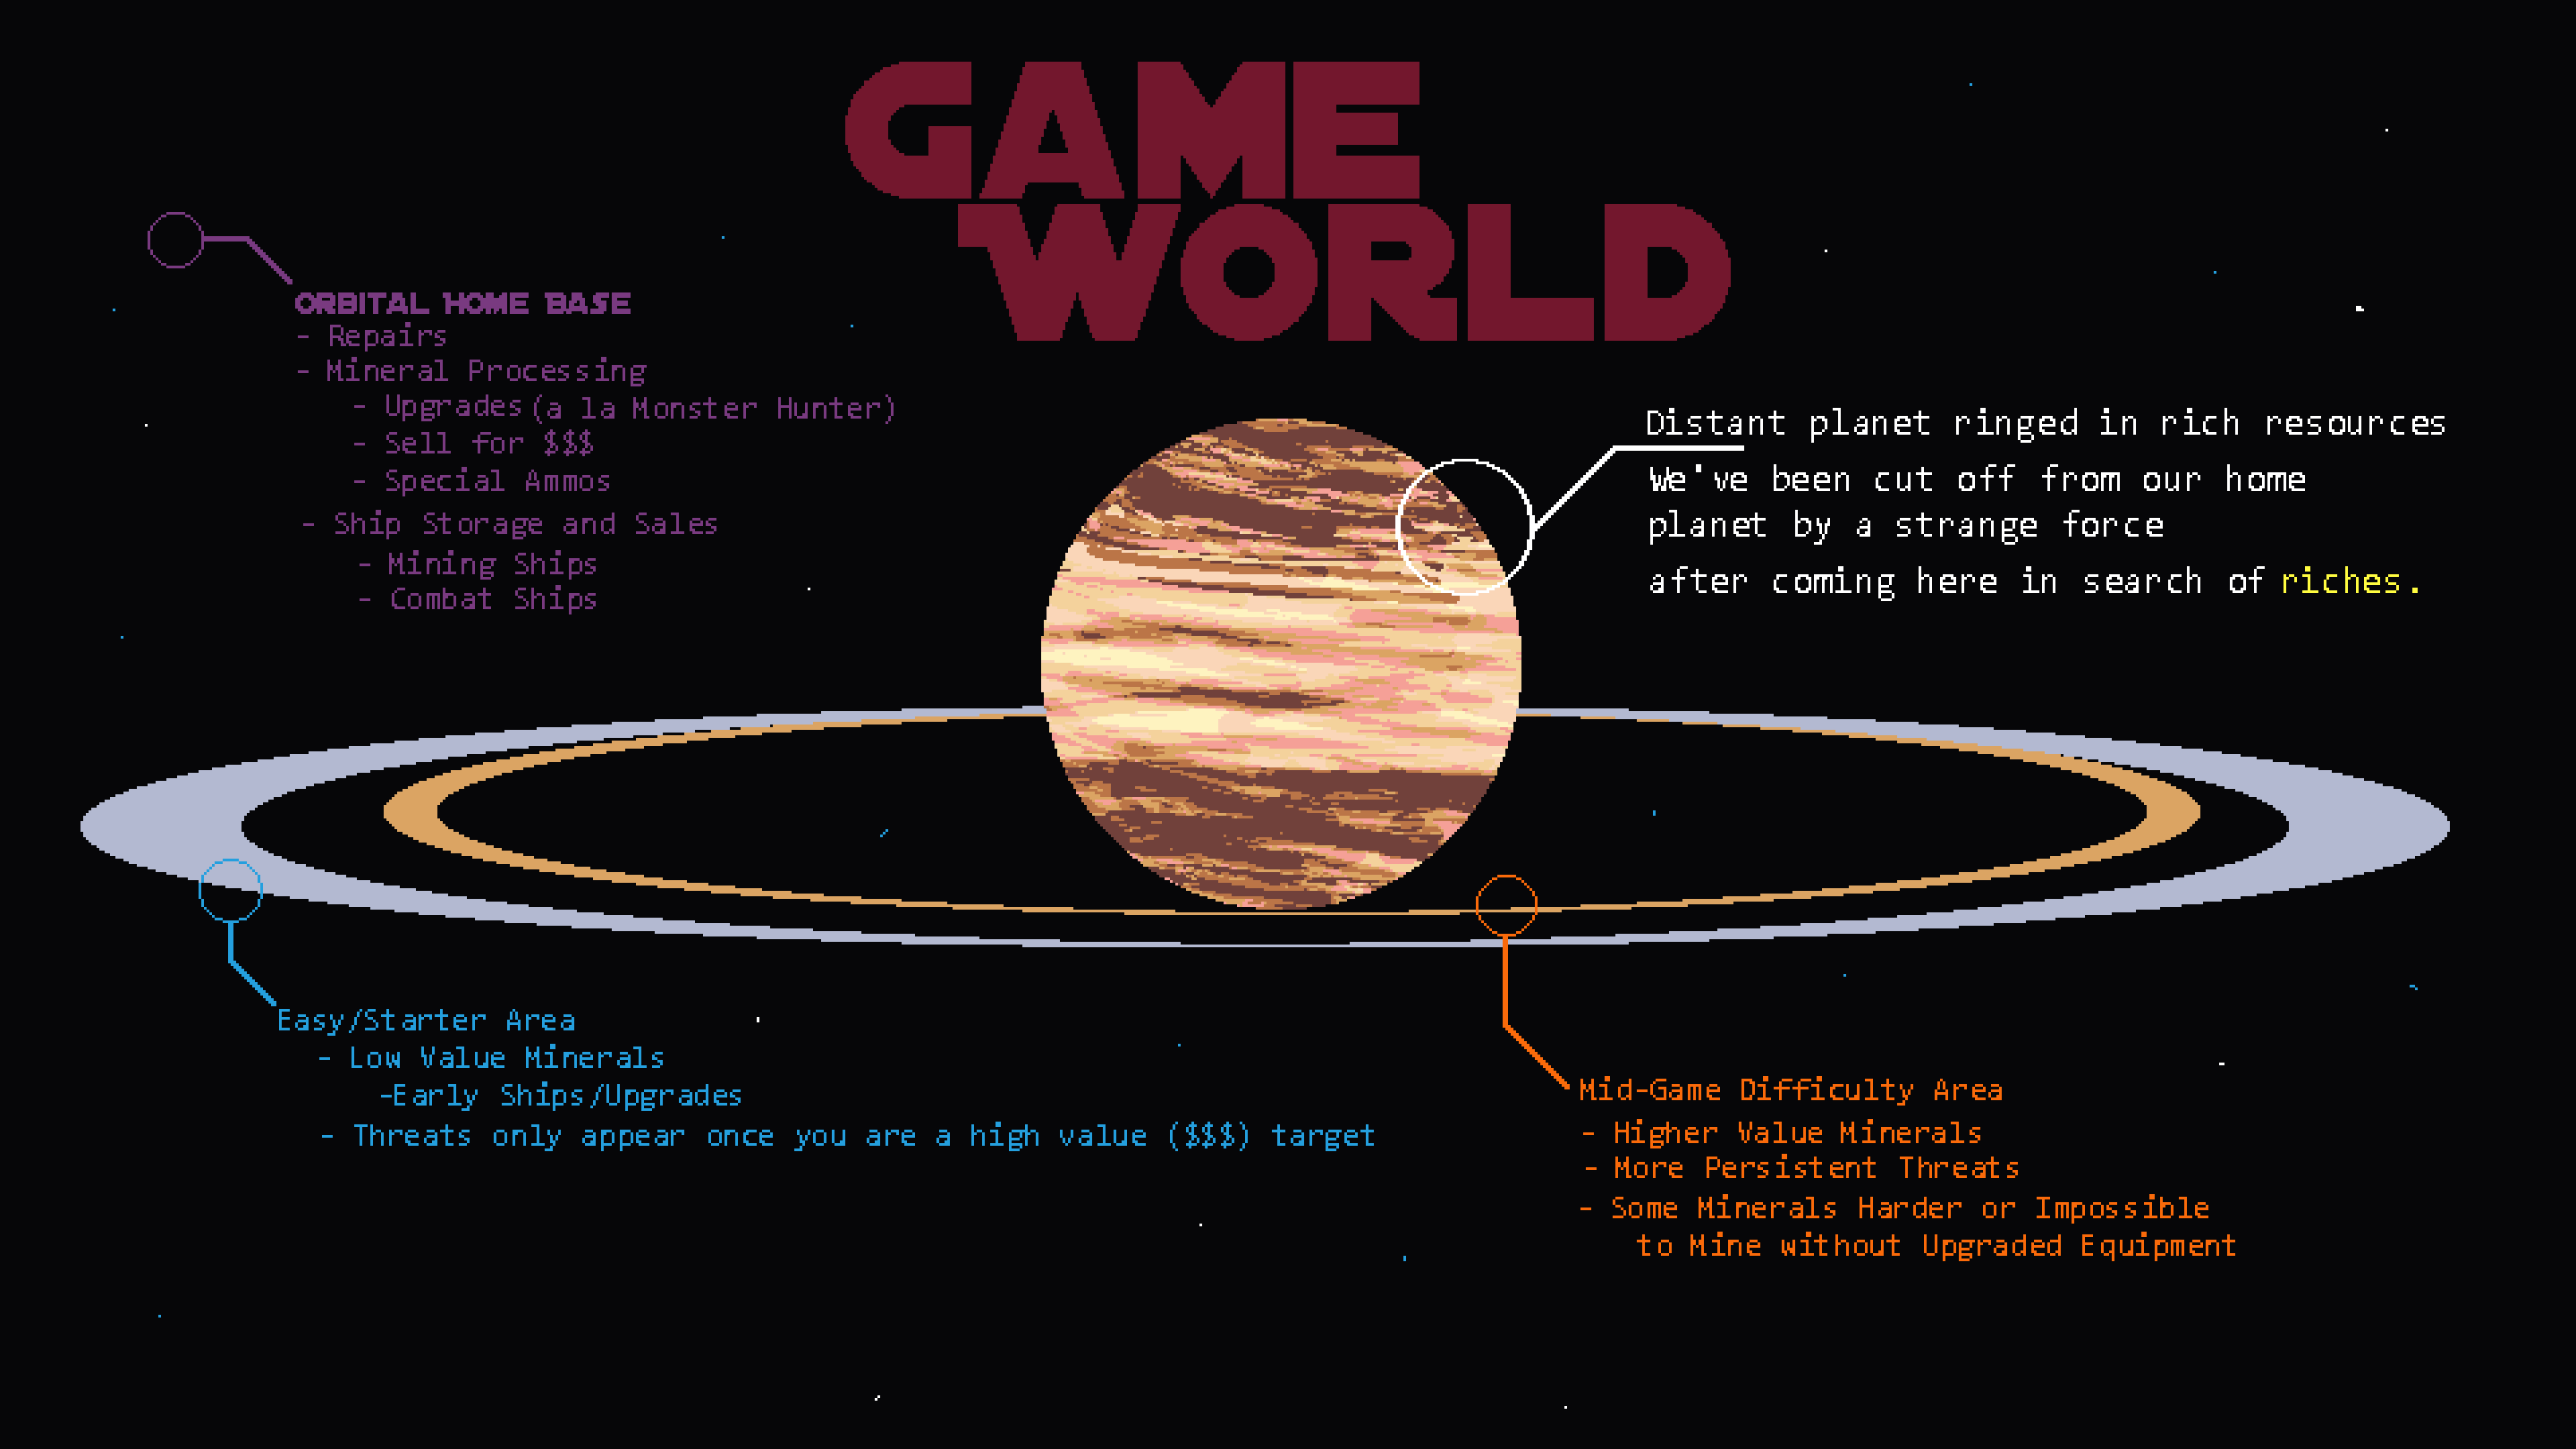 GAME
WORLD
ORBITAL HOME BASE
- Repairs
- Mineral Processing
- Upgrades (a la Monster Hunter)
- Sell for $$$
- Special Ammos
- Ship Storage and Sales
- Mining Ships
- Combat Ships
Distant planet ringed in rich resources
We've been cut off from our home
planet by a strange force
after coming here in search of riches.
Easy/Starter Area
- Low Value Minerals
-Early Ships/Upgrades
- Threats only appear once you are a high value ($$$) target
Mid-Game Difficulty Area
- Higher Value Minerals
- More Persistent Threats
- Some Minerals Harder or Impossible
to Mine without Upgraded Equipment